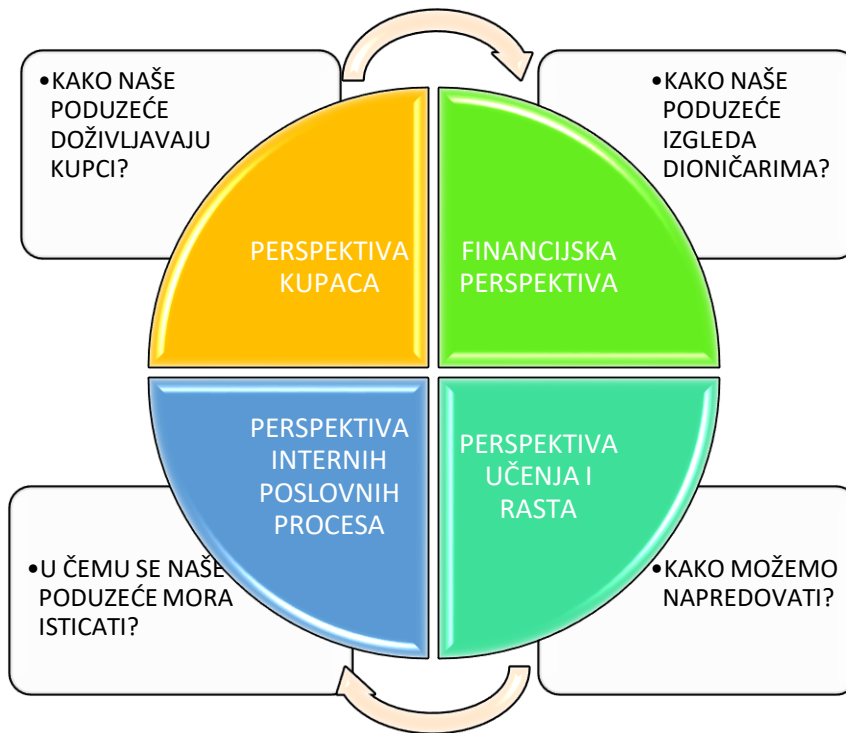 •KAKO NAŠE
PODUZEĆE
DOŽIVLJAVAJU
KUPCI?
•KAKO NAŠE
PODUZEĆE
IZGLEDA
DIONIČARIMA?
PERSPEKTIVA
KUPACA
FINANCIJSKA
PERSPEKTIVA
PERSPEKTIVA
INTERNIH
POSLOVNIH
PROCESA
PERSPEKTIVA
UČENJA I
RASTA
•U ČEMU SE NAŠE
PODUZEĆE MORA
ISTICATI?
•KAKO MOŽEMO
NAPREDOVATI?